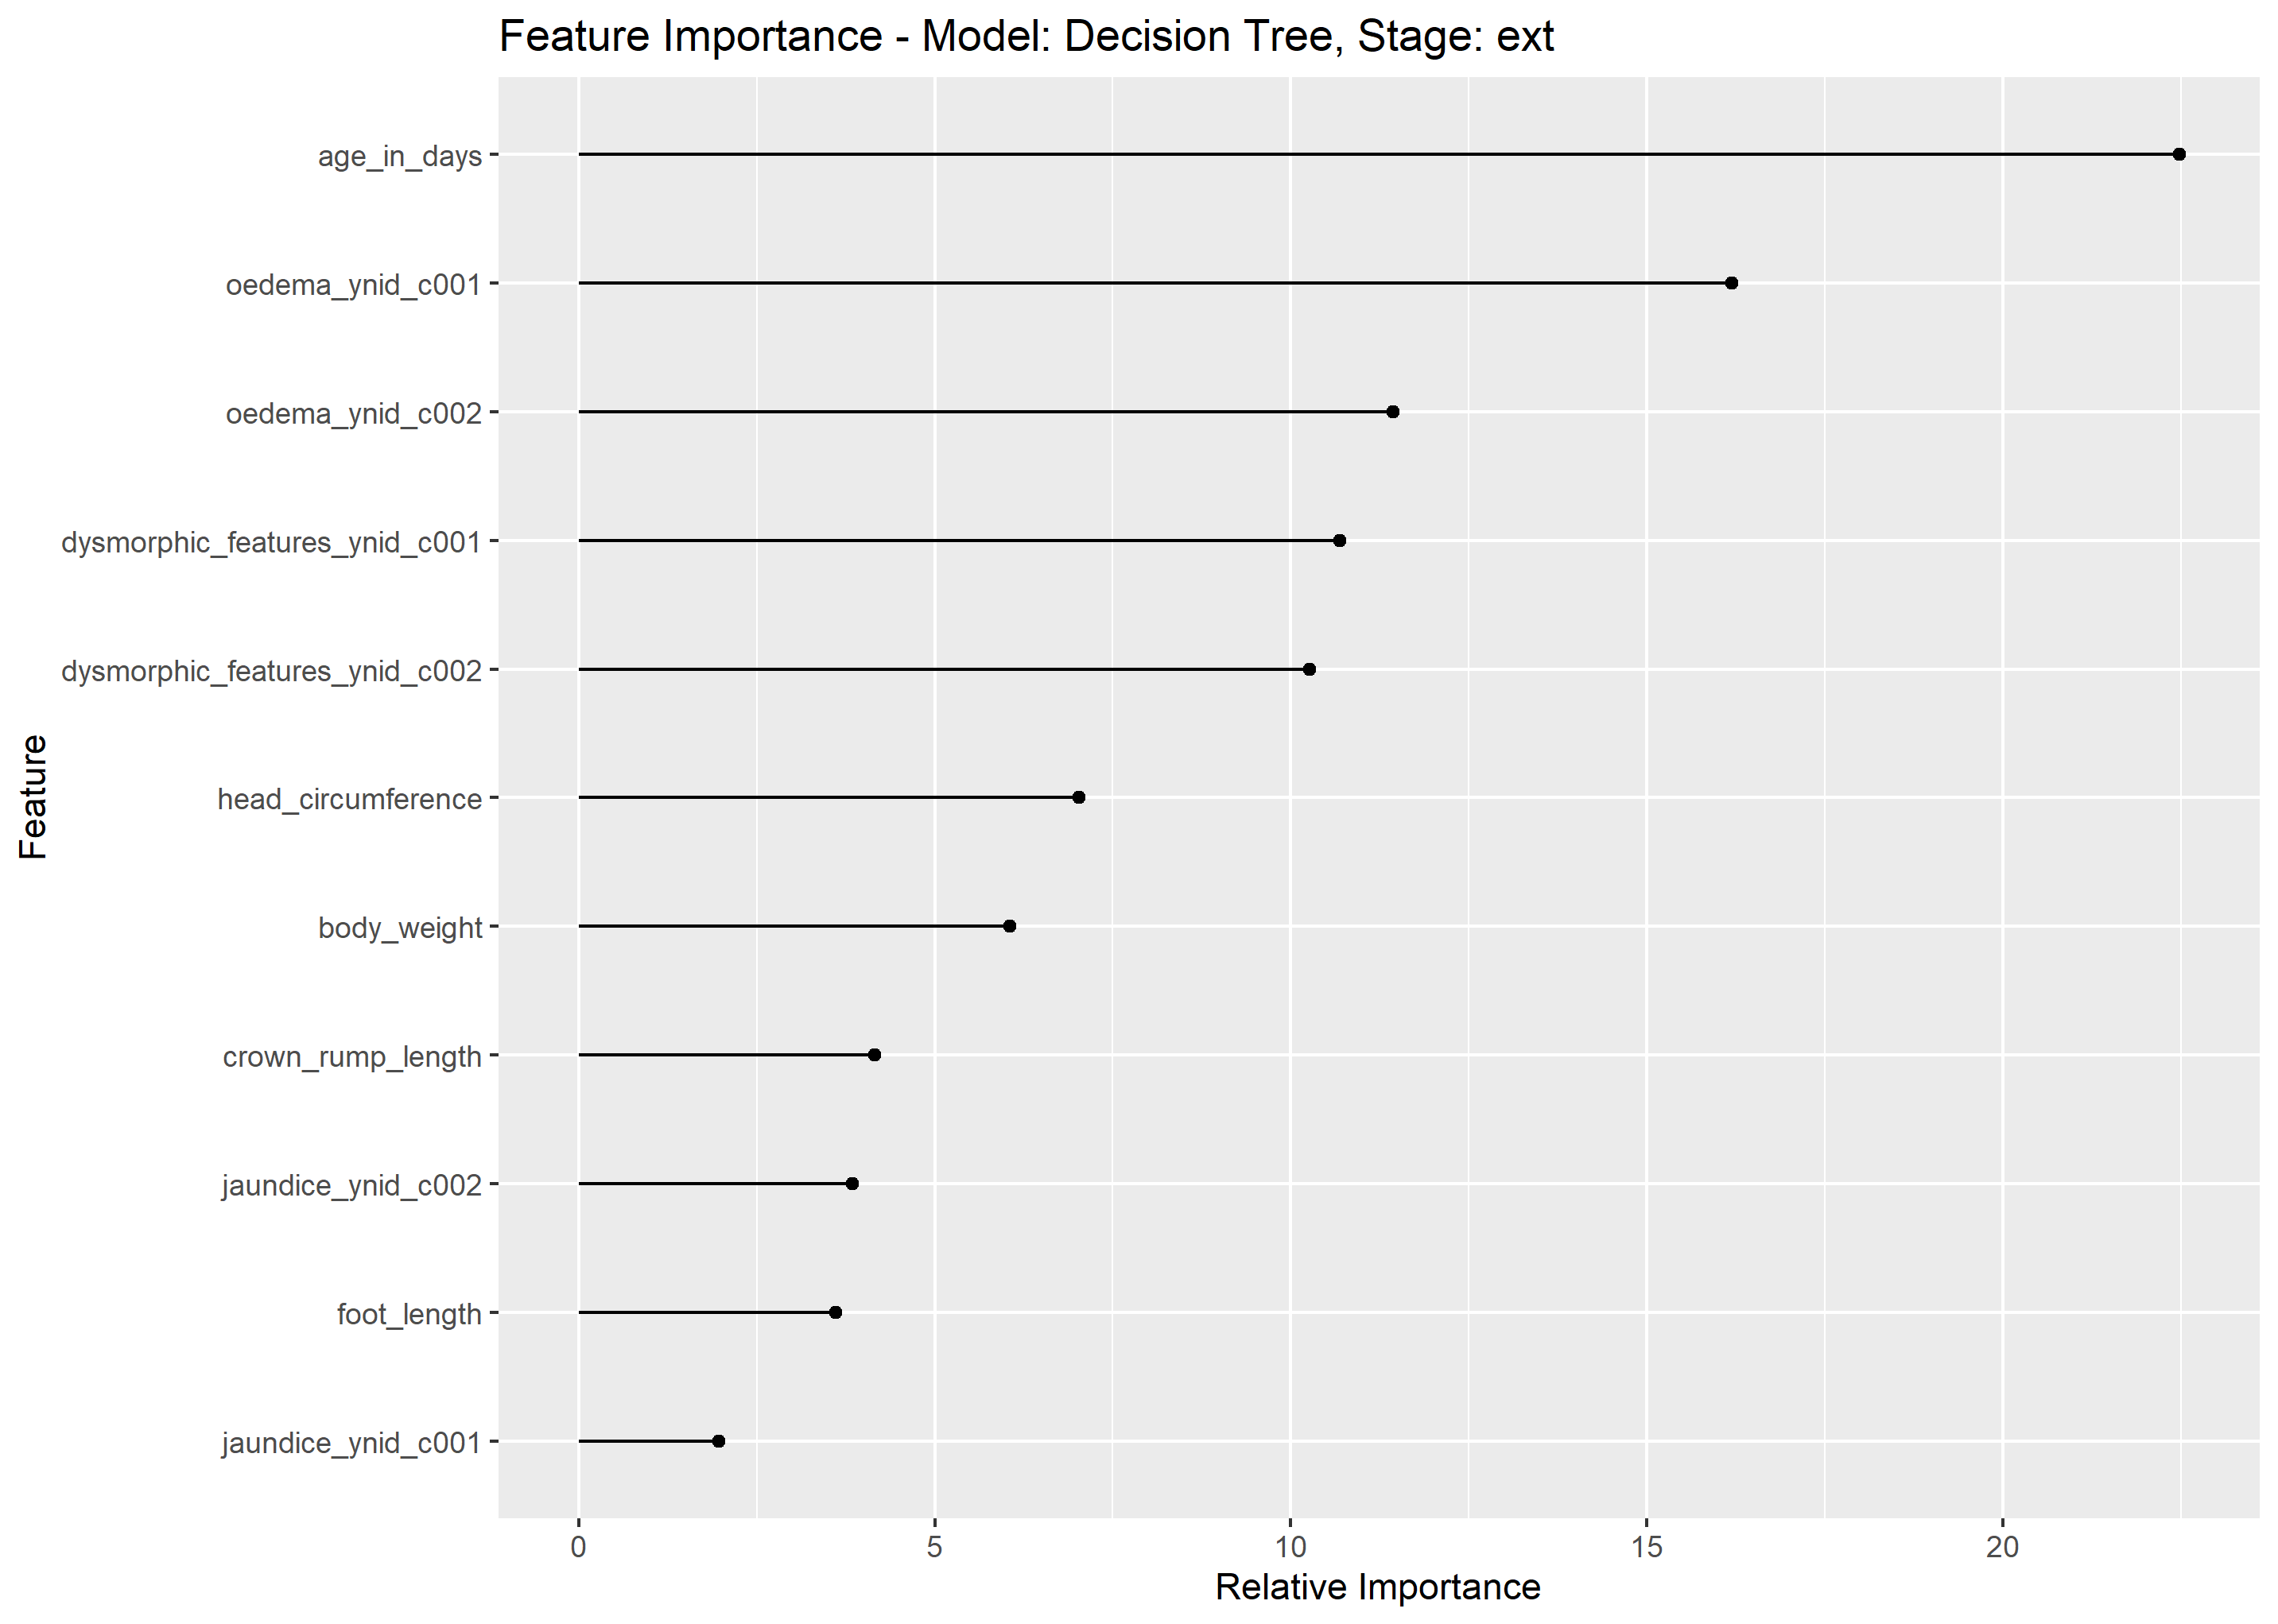 Feature Importance - Model: Decision Tree, Stage: ext
age_in_days
oedema_ynid_c001
oedema_ynid_c002
dysmorphic_features_ynid_c001
dysmorphic_features_ynid_c002
head_circumference
body_weight
crown_rump_length
jaundice_ynid_c002
foot_length
jaundice_ynid_c001
Feature
0 5 10 15 20
Relative Importance